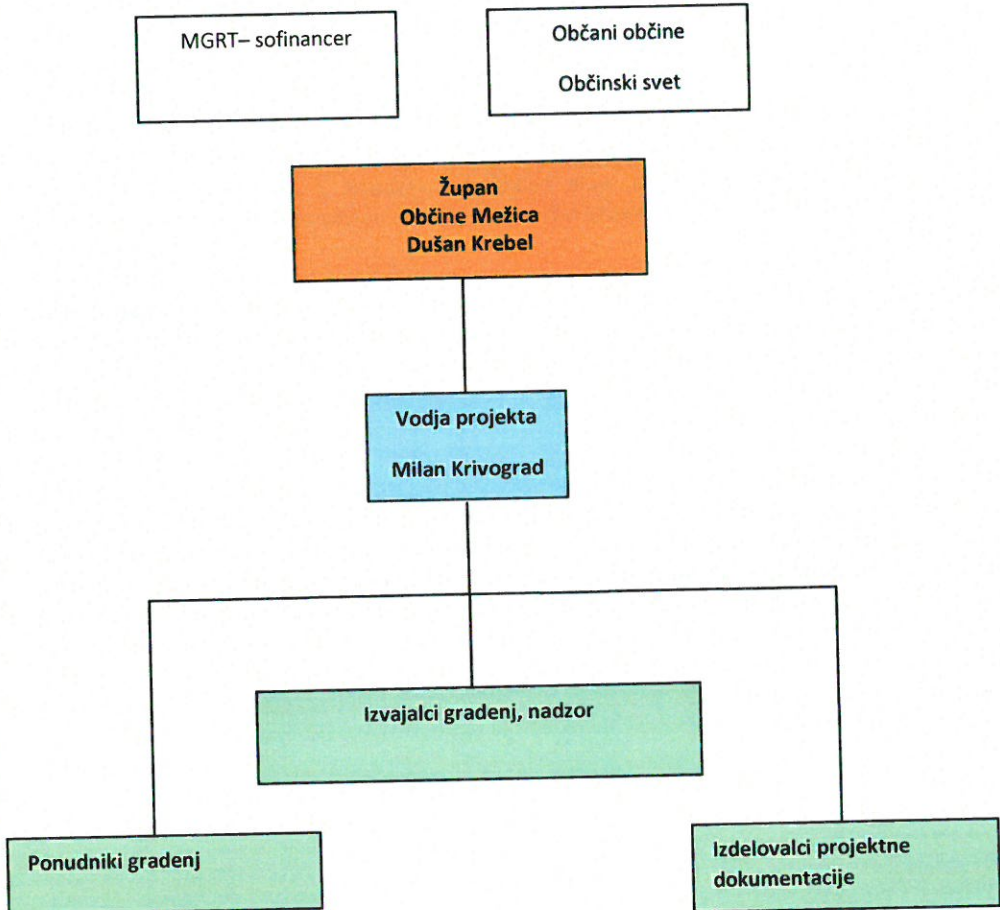 MGRT– sofinancer
Občani občine
Občinski svet
Župan
Občine Mežica
Dušan Krebel
Vodja projekta
Milan Krivograd
Izvajalci gradenj, nadzor
Ponudniki gradenj
Izdelovalci projektne
dokumentacije